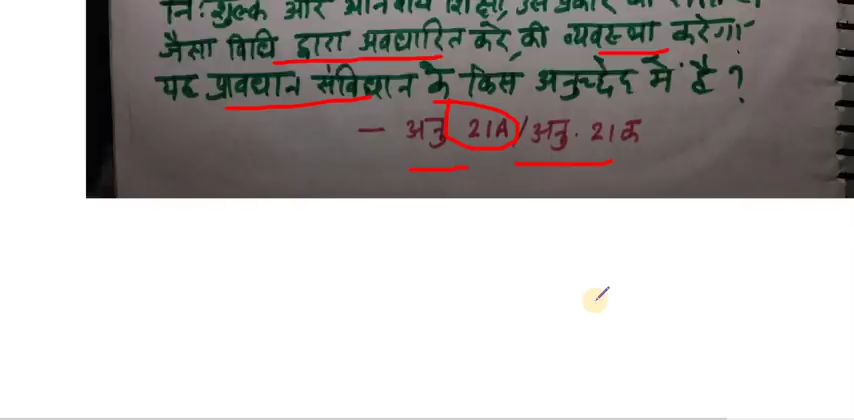 नि:शुल्क और अनिवार्य शिक्षा, उस प्रकार
जैसा विधि द्वारा अवधारित करे, की व्यवस्था करेगा।
यह प्रावधान संविधान के किस अनुच्छेद में है ?
— अनु 21A/अनु. 21क